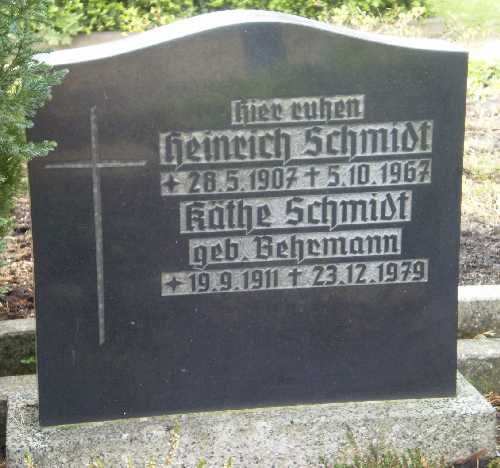 hier ruhen
Heinrich Schmidt
✦ 28.5.1907 ✝ 5.10.1967
Käthe Schmidt
geb. Behrmann
✦ 19.9.1911 ✝ 23.12.1979